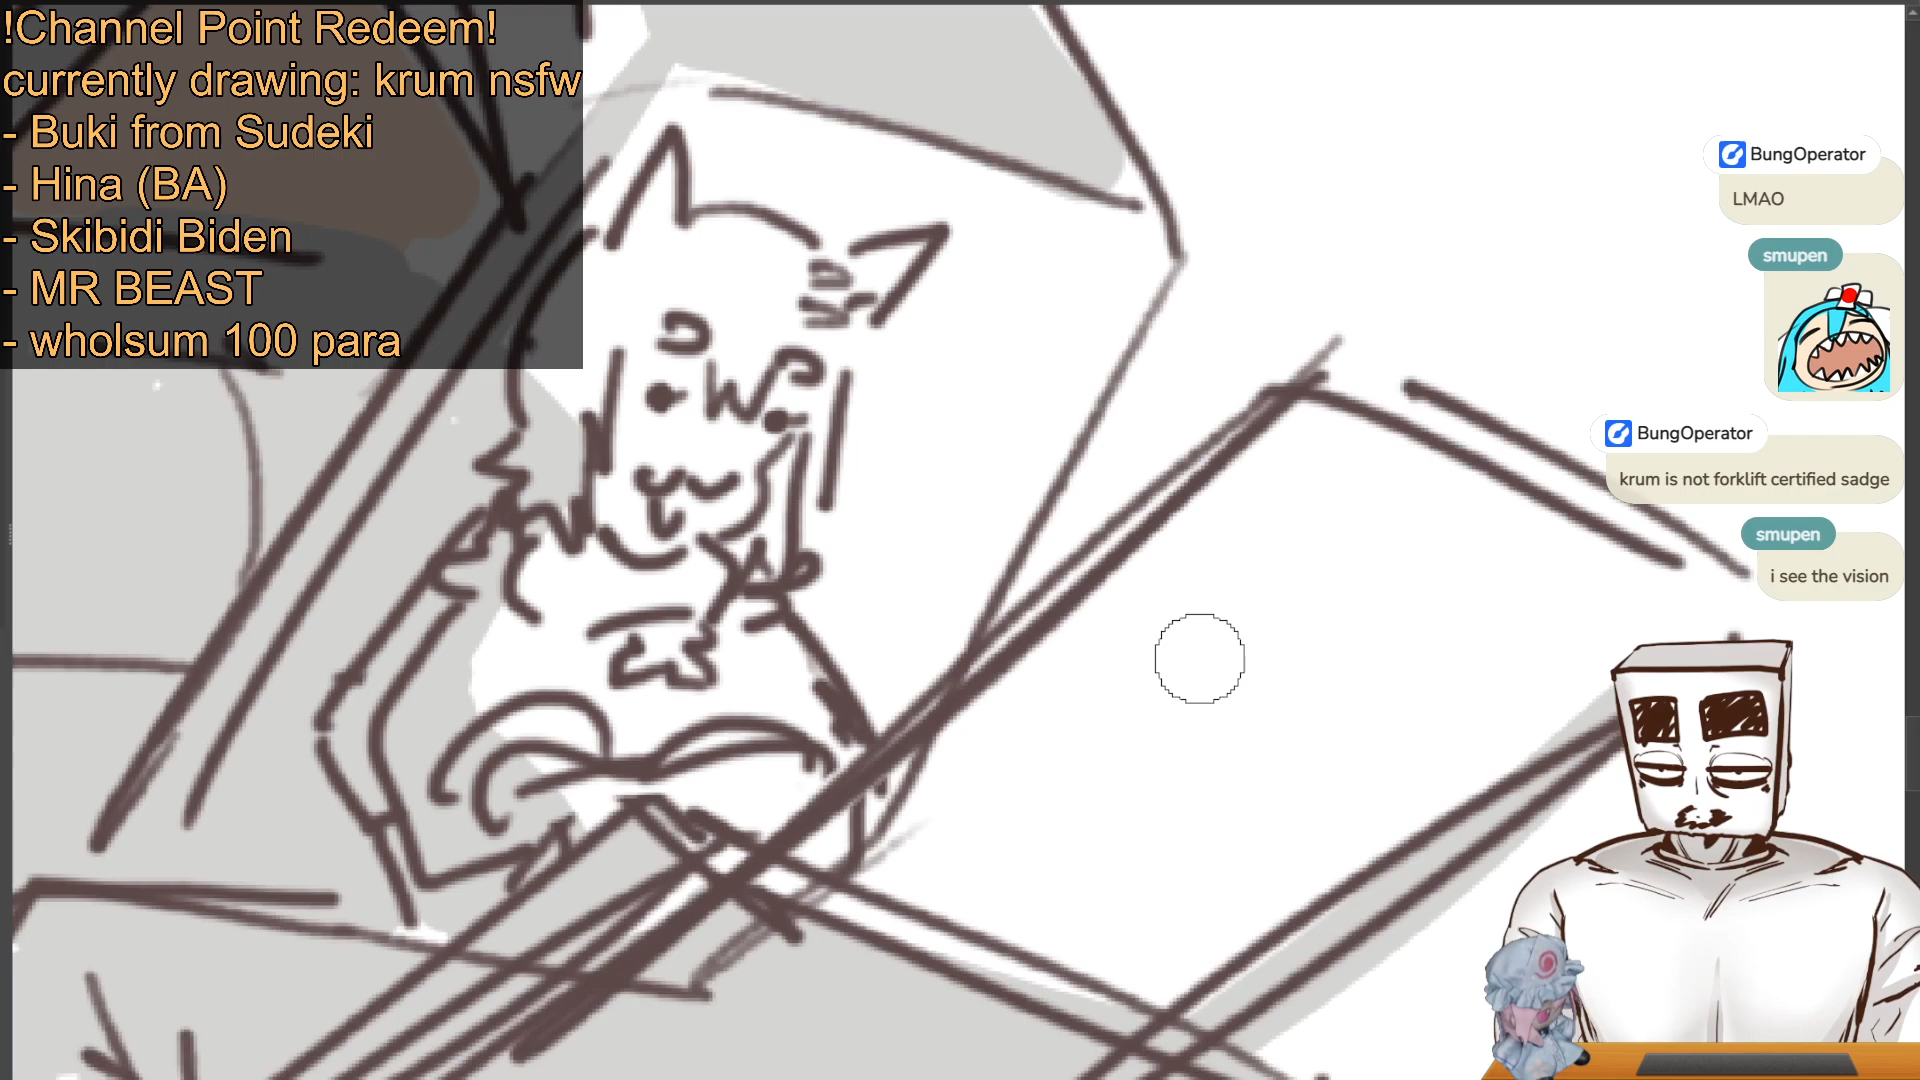 !Channel Point Redeem!
currently drawing: krum nsfw
- Buki from Sudeki
- Hina (BA)
- Skibidi Biden
- MR BEAST
- wholsum 100 para
BungOperator
LMAO
smupen
BungOperator
krum is not forklift certified sadge
smupen
i see the vision